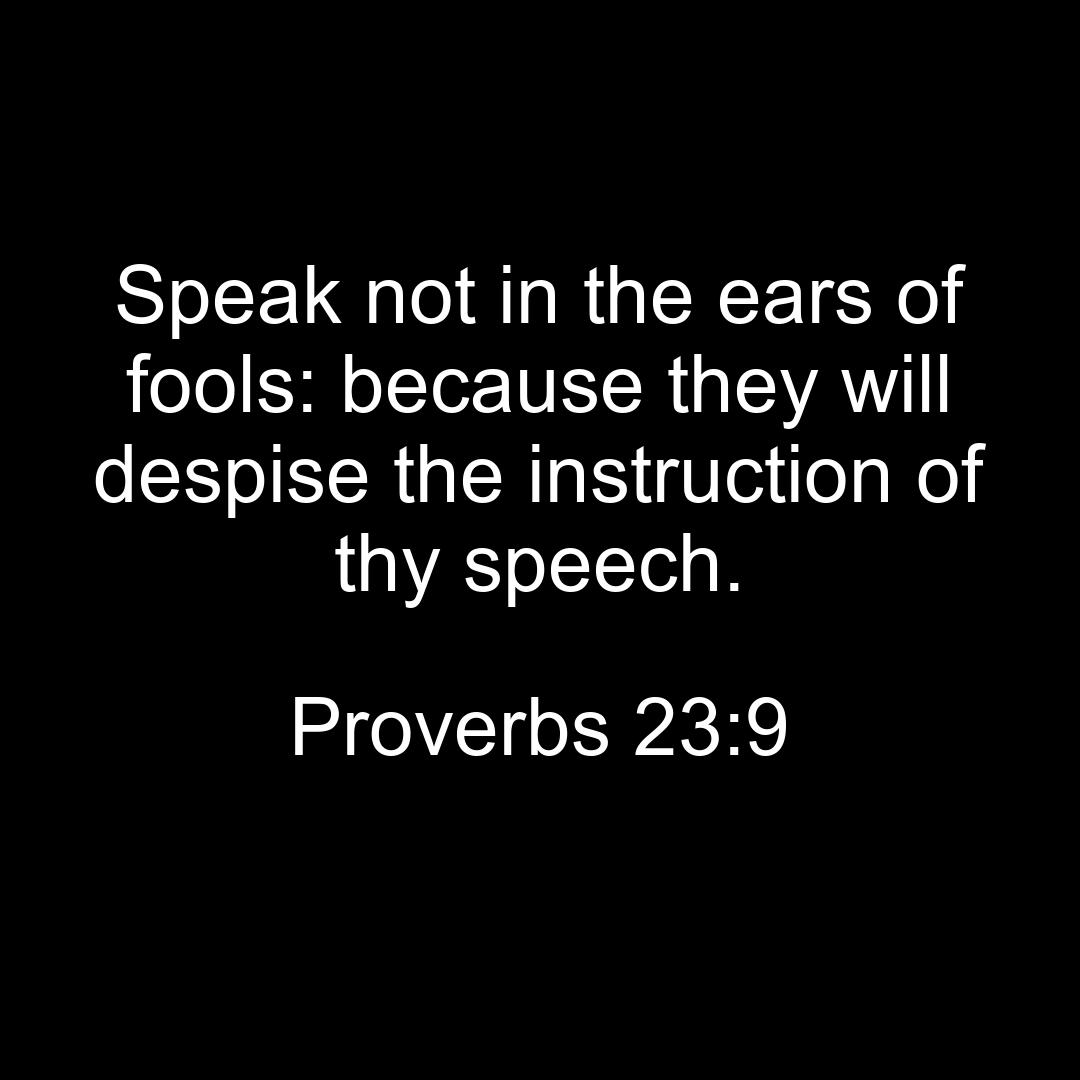 Speak not in the ears of
fools: because they will
despise the instruction of
thy speech.
Proverbs 23:9